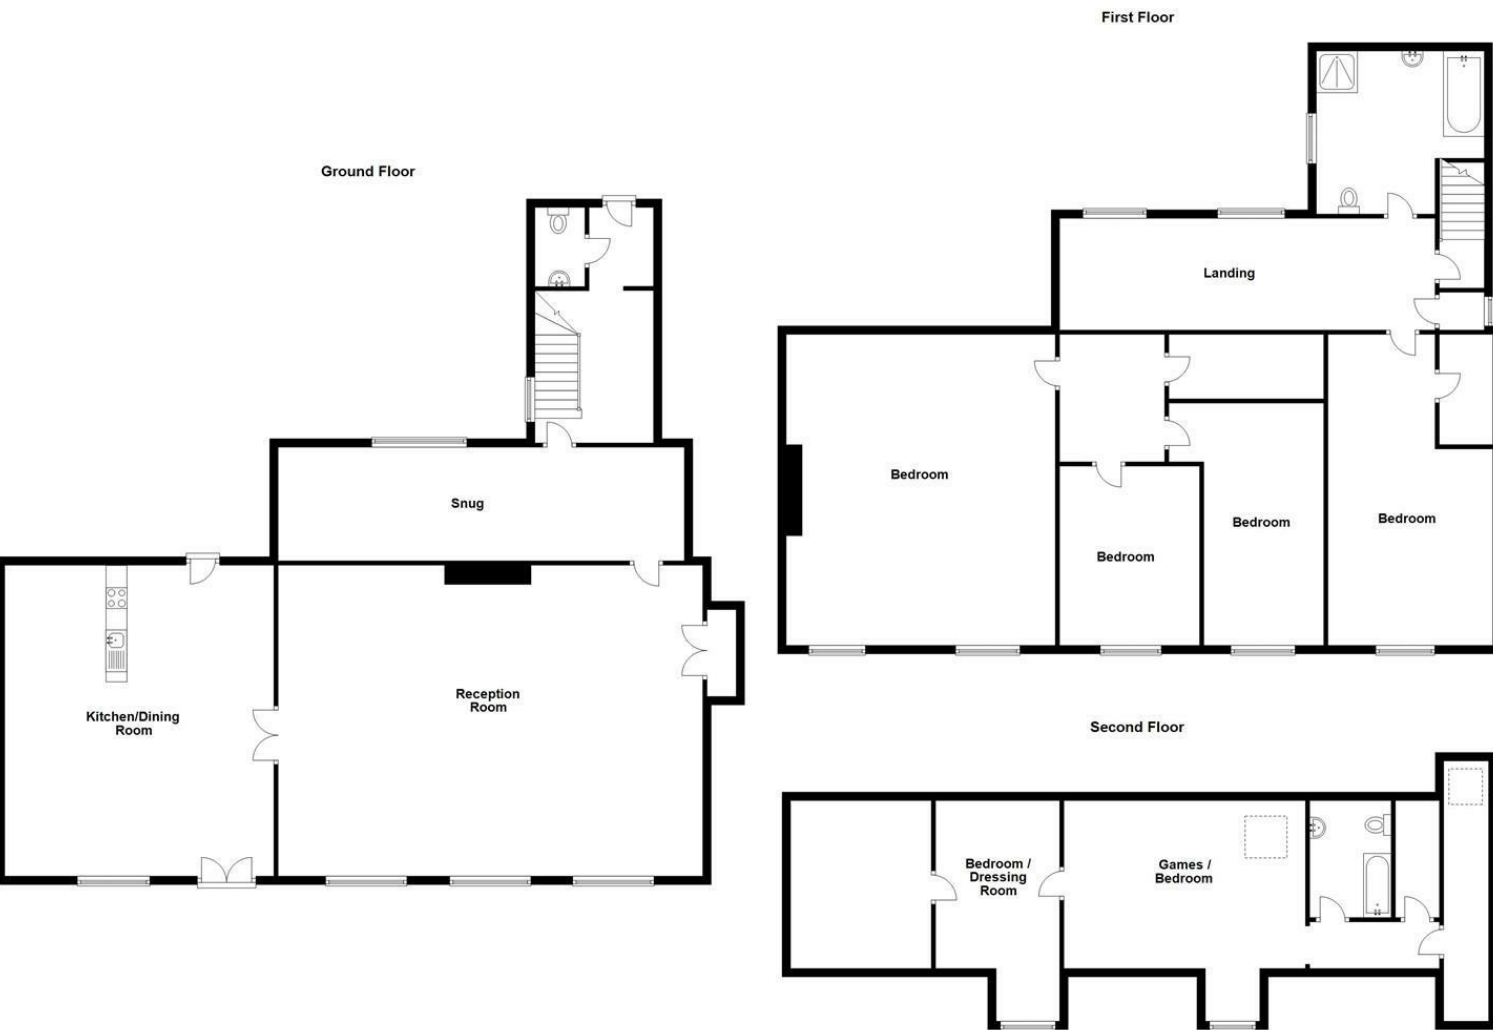 First Floor
Ground Floor
Landing
Bedroom
Bedroom
Bedroom
Bedroom
Snug
Reception
Room
Kitchen/Dining
Room
Second Floor
Bedroom /
Dressing
Room
Games /
Bedroom